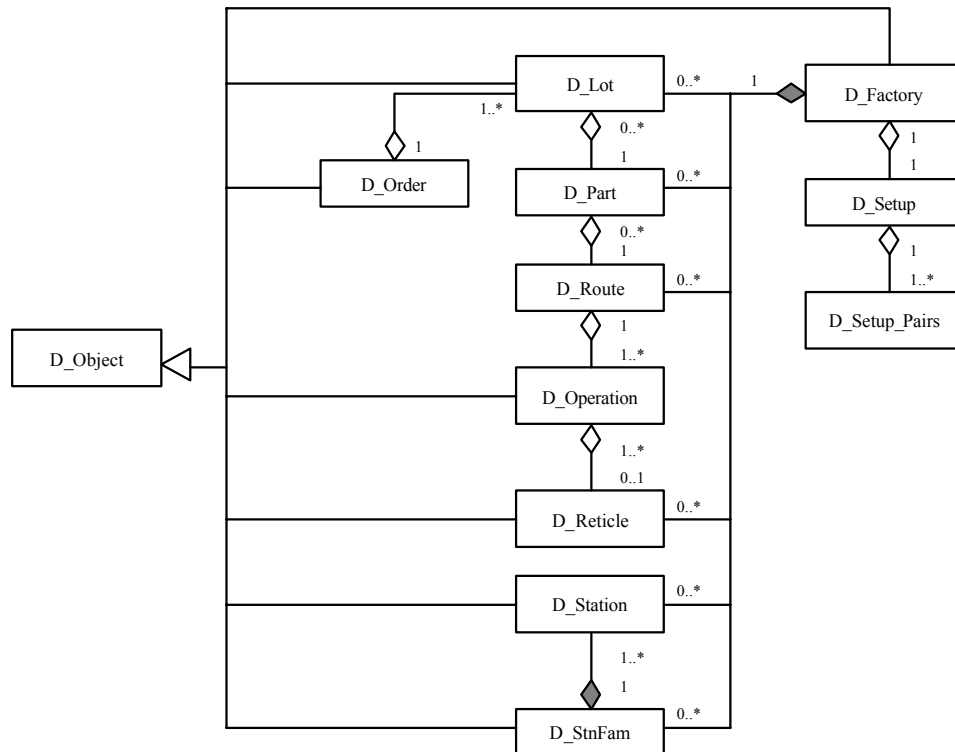 D_Lot
0..*
1
D_Factory
1..*
0..*
1
1
D_Order
1
1
D_Part
0..*
D_Setup
0..*
1
1
D_Route
0..*
1..*
1
D_Setup_Pairs
D_Object
1..*
D_Operation
1..*
0..1
0..*
D_Reticle
0..*
D_Station
1..*
1
0..*
D_StnFam